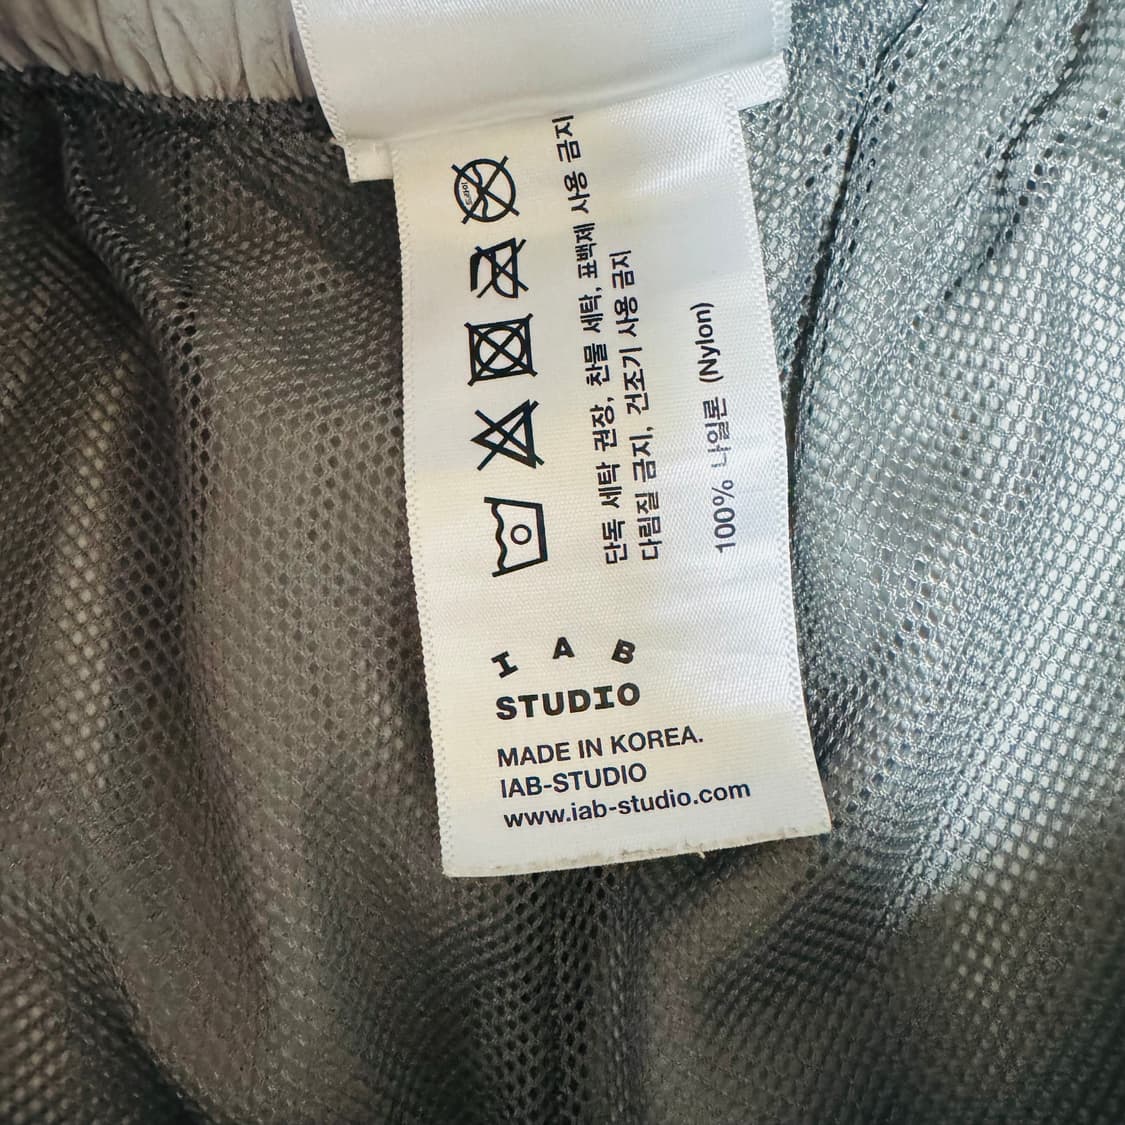 단독 세탁 권장, 찬물 세탁, 표백제 사용 금지
다림질 금지, 건조기 사용 금지
100% 나일론 (Nylon)
I A B
STUDIO
MADE IN KOREA.
IAB-STUDIO
www.iab-studio.com